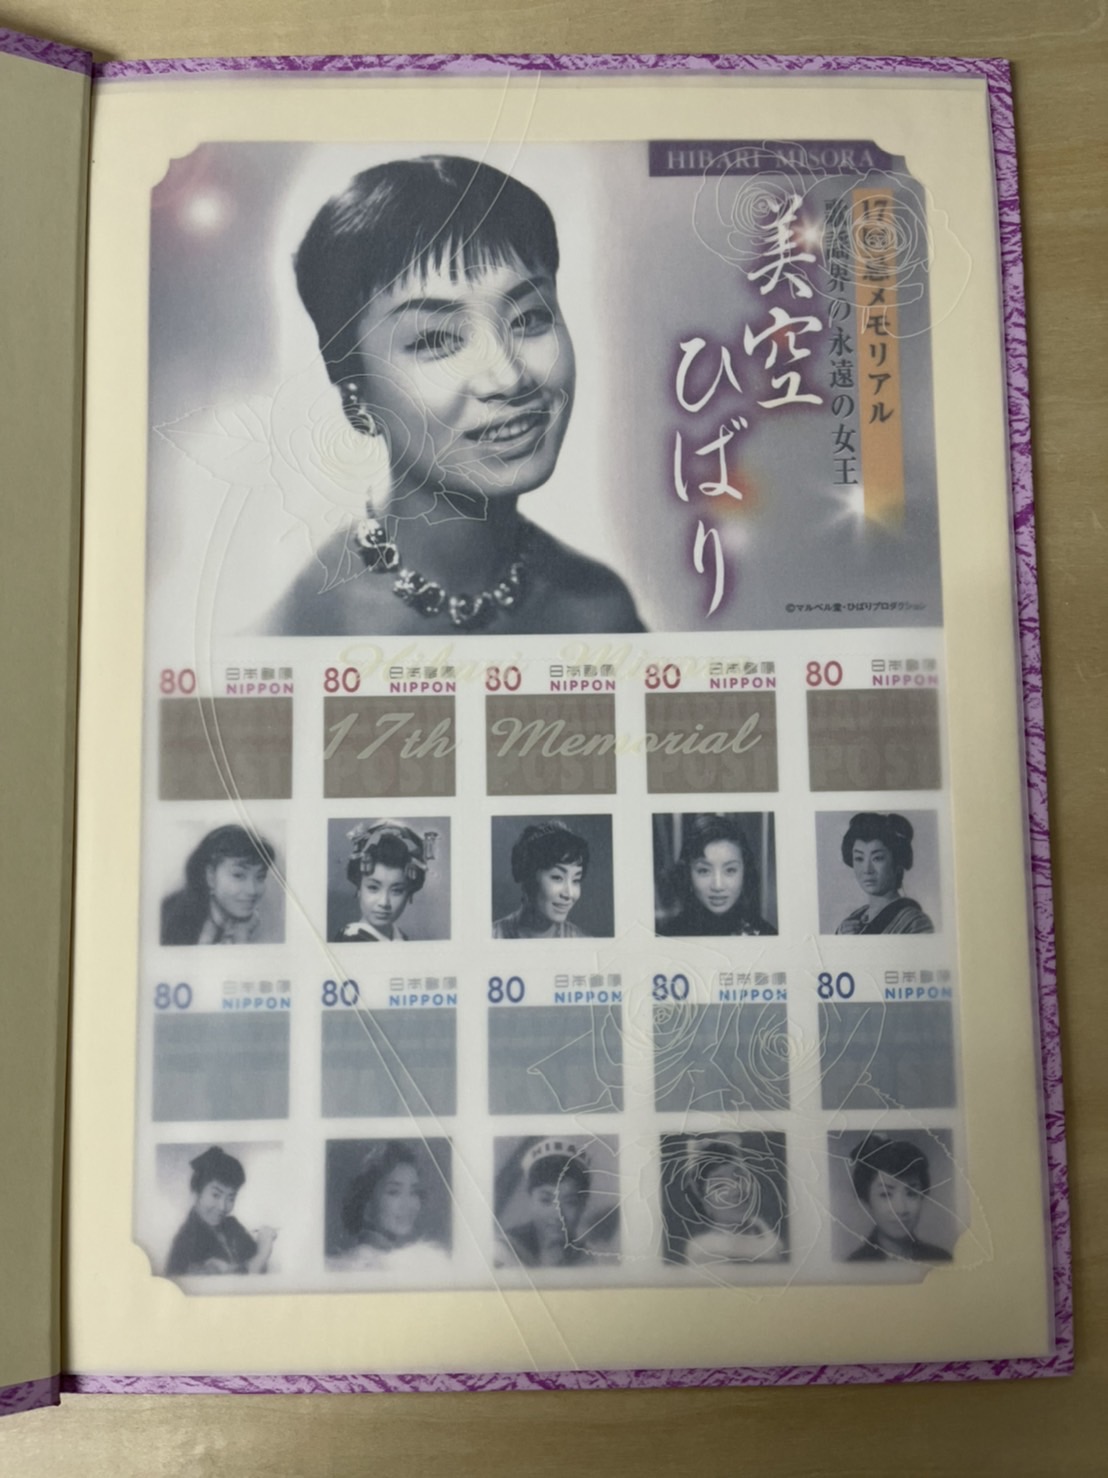 HIBARI MISORA
17回忌メモリアル
歌謡界の永遠の女王
美空
ひばり
©マルベル堂・ひばりプロダクション
Hibari Misora
80 日本郵便 NIPPON
80 日本郵便 NIPPON
80 日本郵便 NIPPON
80 日本郵便 NIPPON
80 日本郵便 NIPPON
17th Memorial
80 日本郵便 NIPPON
80 日本郵便 NIPPON
80 日本郵便 NIPPON
80 日本郵便 NIPPON
80 日本郵便 NIPPON